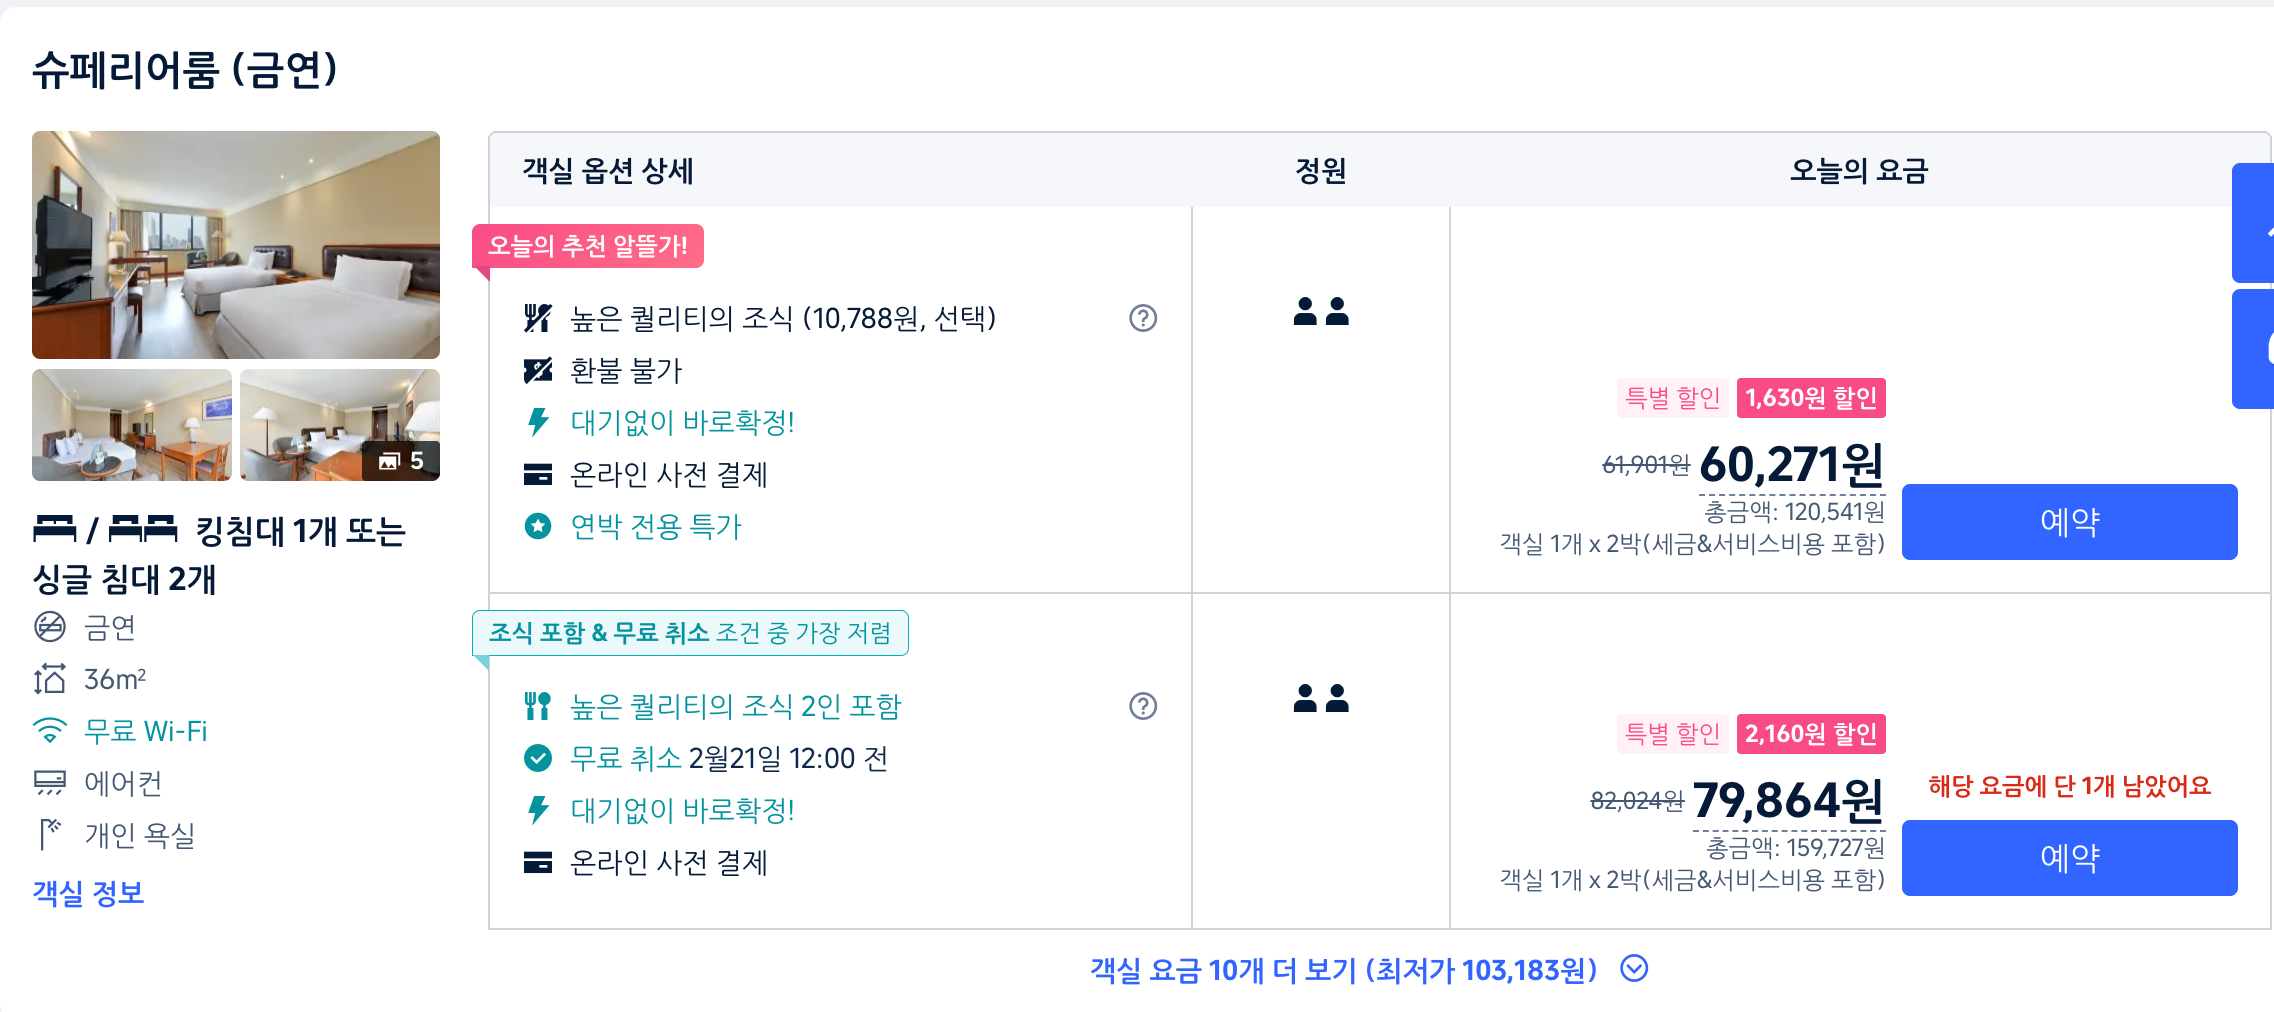 슈페리어룸 (금연)
5
/ 킹침대 1개 또는
싱글 침대 2개
금연
36m²
무료 Wi-Fi
에어컨
개인 욕실
객실 정보
객실 옵션 상세
정원
오늘의 요금
오늘의 추천 알뜰가!
높은 퀄리티의 조식 (10,788원, 선택)
환불 불가
대기없이 바로확정!
온라인 사전 결제
연박 전용 특가
특별 할인 1,630원 할인
61,901원 60,271원
총금액: 120,541원
객실 1개 x 2박(세금&서비스비용 포함)
예약
조식 포함 & 무료 취소 조건 중 가장 저렴
높은 퀄리티의 조식 2인 포함
무료 취소 2월21일 12:00 전
대기없이 바로확정!
온라인 사전 결제
특별 할인 2,160원 할인
82,024원 79,864원
총금액: 159,727원
객실 1개 x 2박(세금&서비스비용 포함)
해당 요금에 단 1개 남았어요
예약
객실 요금 10개 더 보기 (최저가 103,183원)